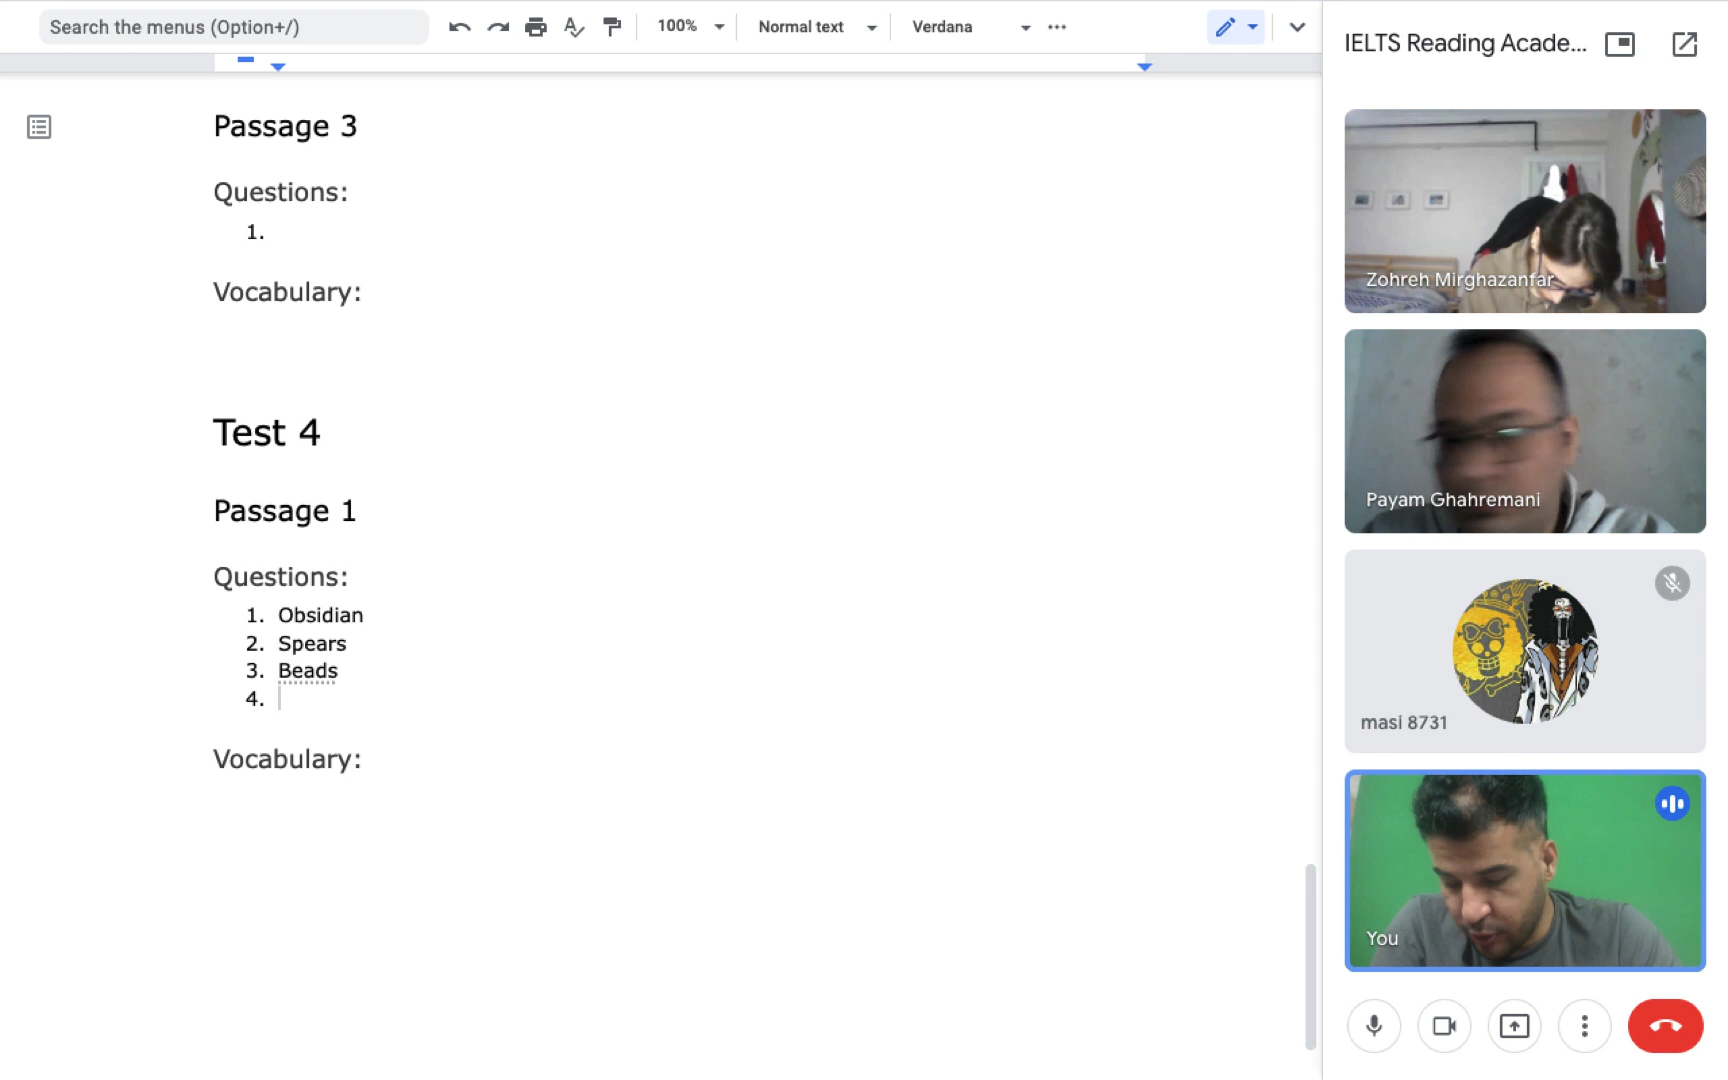 Search the menus (Option+/)
100%
Normal text
Verdana
IELTS Reading Acade...
Passage 3
Questions:
1.
Vocabulary:
Test 4
Passage 1
Questions:
1. Obsidian
2. Spears
3. Beads
4.
Vocabulary:
Zohreh Mirghazanfar
Payam Ghahremani
masi 8731
You